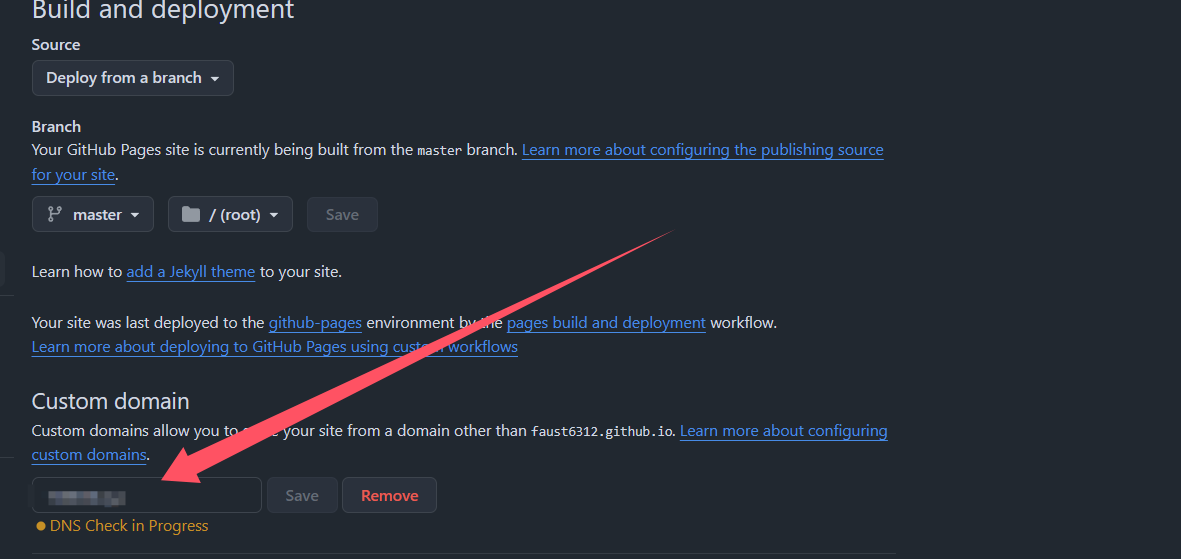 Build and deployment
Source
Deploy from a branch
Branch
Your GitHub Pages site is currently being built from the master branch. Learn more about configuring the publishing source
for your site.
master
/ (root)
Save
Learn how to add a Jekyll theme to your site.
Your site was last deployed to the github-pages environment by the pages build and deployment workflow.
Learn more about deploying to GitHub Pages using custom workflows
Custom domain
Custom domains allow you to your site from a domain other than faust6312.github.io. Learn more about configuring
custom domains.
Save
Remove
DNS Check in Progress